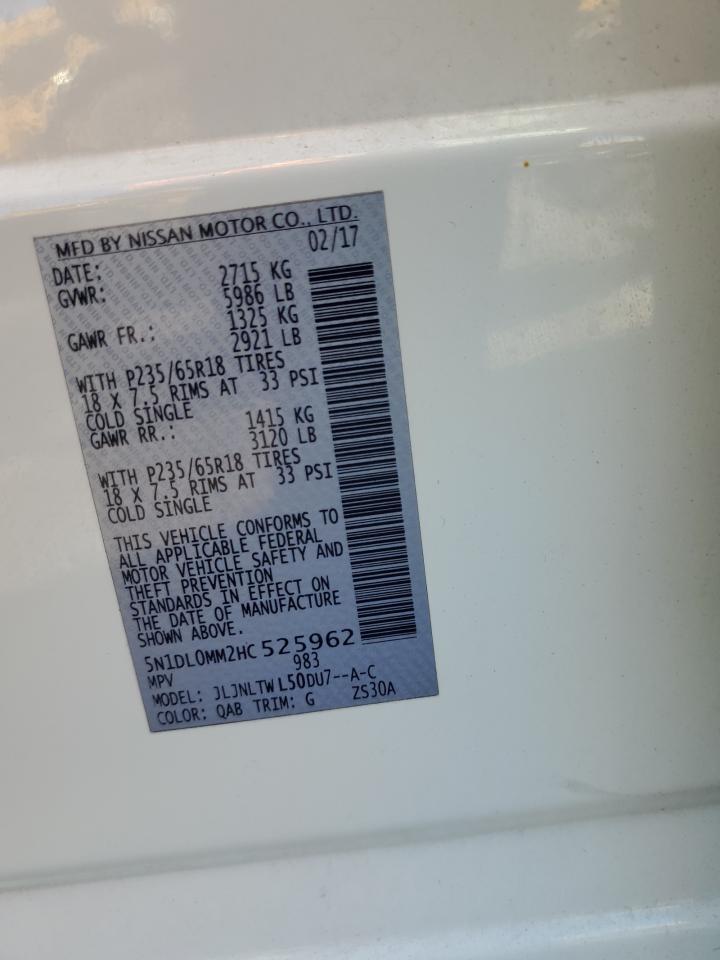 MFD BY NISSAN MOTOR CO., LTD.
DATE: 02/17
GVWR: 2715 KG
5986 LB
GAWR FR.: 1325 KG
2921 LB
WITH P235/65R18 TIRES
18 X 7.5 RIMS AT 33 PSI
COLD SINGLE
GAWR RR.: 1415 KG
3120 LB
WITH P235/65R18 TIRES
18 X 7.5 RIMS AT 33 PSI
COLD SINGLE
THIS VEHICLE CONFORMS TO
ALL APPLICABLE FEDERAL
MOTOR VEHICLE SAFETY AND
THEFT PREVENTION
STANDARDS IN EFFECT ON
THE DATE OF MANUFACTURE
SHOWN ABOVE.
5N1DL0MM2HC 525962
MPV 983
MODEL: JLJNLTWL50DU7--A-C
COLOR: QAB TRIM: G ZS30A